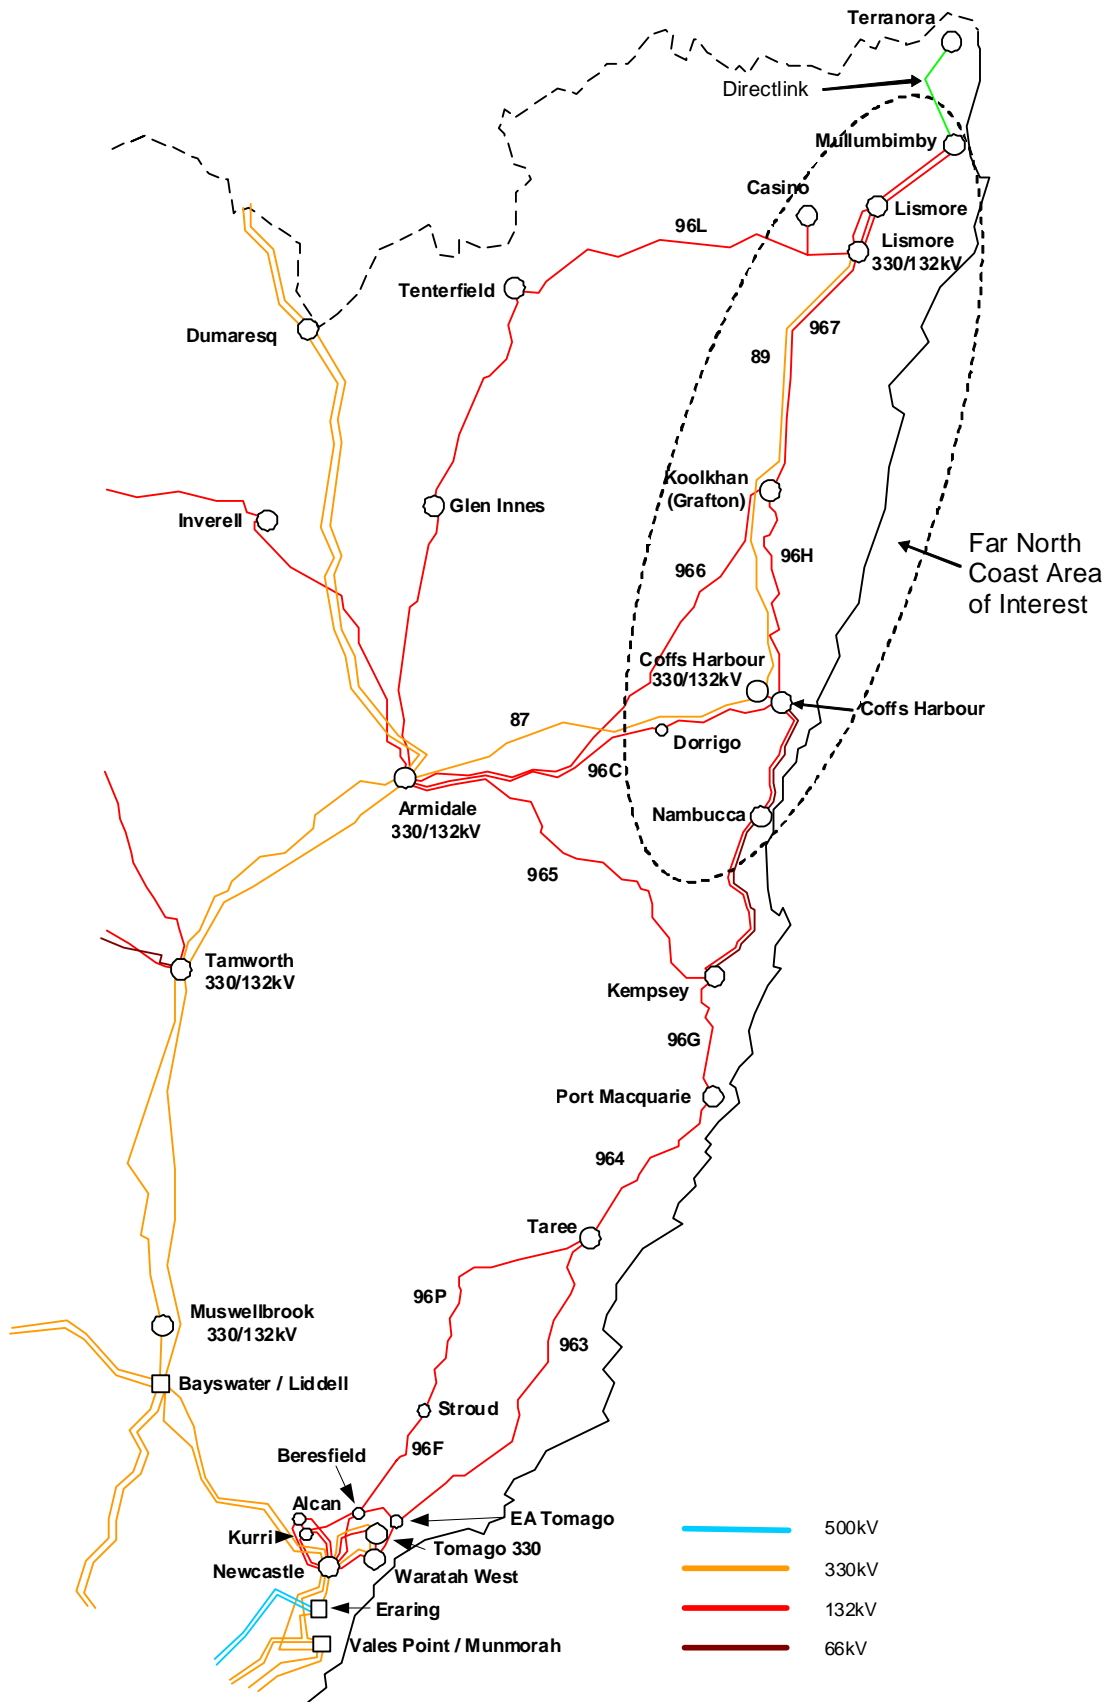 Terranora
Directlink
Mullumbimby
Casino
Lismore
96L
Lismore
330/132kV
Tenterfield
Dumaresq
967
89
Koolkhan
(Grafton)
Inverell
Glen Innes
Far North
Coast Area
of Interest
96H
966
Coffs Harbour
330/132kV
Coffs Harbour
87
Dorrigo
96C
Armidale
330/132kV
Nambucca
965
Tamworth
330/132kV
Kempsey
96G
Port Macquarie
964
Taree
96P
Muswellbrook
330/132kV
963
Bayswater / Liddell
Stroud
96F
Beresfield
Alcan
EA Tomago
Kurri
Tomago 330
Newcastle
Waratah West
Eraring
Vales Point / Munmorah
500kV
330kV
132kV
66kV